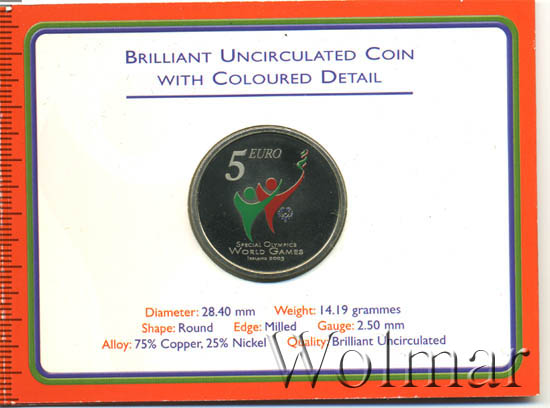 BRILLIANT UNCIRCULATED COIN
WITH COLOURED DETAIL
5 EURO
SPECIAL OLYMPICS
WORLD GAMES
IRELAND 2003
Diameter: 28.40 mm Weight: 14.19 grammes
Shape: Round Edge: Milled Gauge: 2.50 mm
Alloy: 75% Copper, 25% Nickel Quality: Brilliant Uncirculated
Wolmar